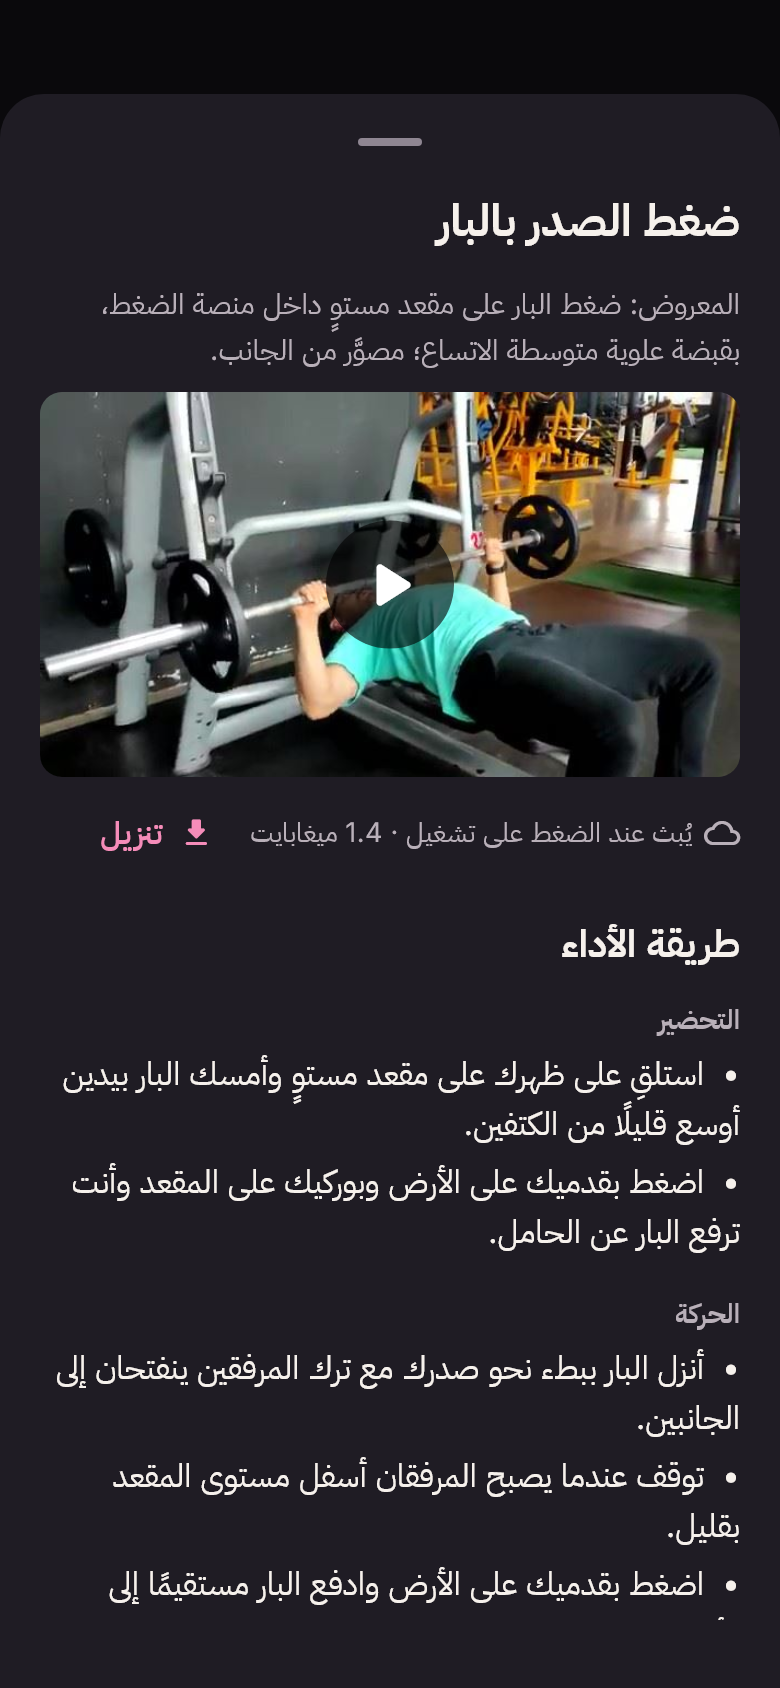 ضغط الصدر بالبار
المعروض: ضغط البار على مقعد مستوٍ داخل منصة الضغط،
بقبضة علوية متوسطة الاتساع؛ مصوَّر من الجانب.
يُبث عند الضغط على تشغيل · 1.4 ميغابايت
تنزيل
طريقة الأداء
التحضير
• استلقِ على ظهرك على مقعد مستوٍ وأمسك البار بيدين
أوسع قليلًا من الكتفين.
• اضغط بقدميك على الأرض وبوركيك على المقعد وأنت
ترفع البار عن الحامل.
الحركة
• أنزل البار ببطء نحو صدرك مع ترك المرفقين ينفتحان إلى
الجانبين.
• توقف عندما يصبح المرفقان أسفل مستوى المقعد
بقليل.
• اضغط بقدميك على الأرض وادفع البار مستقيمًا إلى